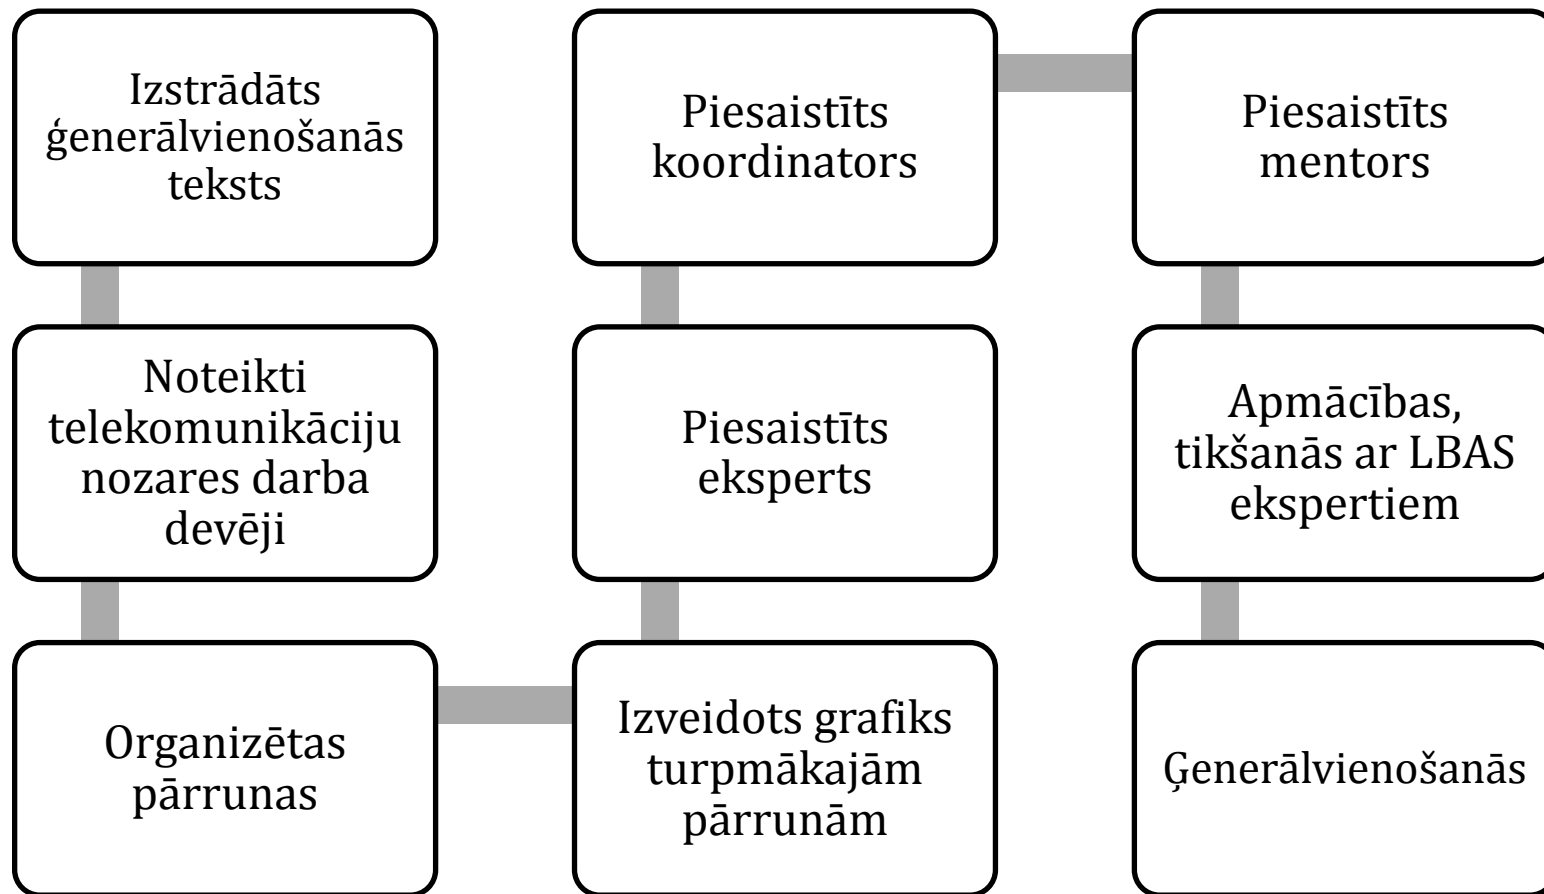 Izstrādāts
ģenerālvienošanās
teksts
Noteikti
telekomunikāciju
nozares darba
devēji
Organizētas
pārrunas
Izveidots grafiks
turpmākajām
pārrunām
Piesaistīts
eksperts
Piesaistīts
koordinators
Piesaistīts
mentors
Apmācības,
tikšanās ar LBAS
ekspertiem
Ģenerālvienošanās